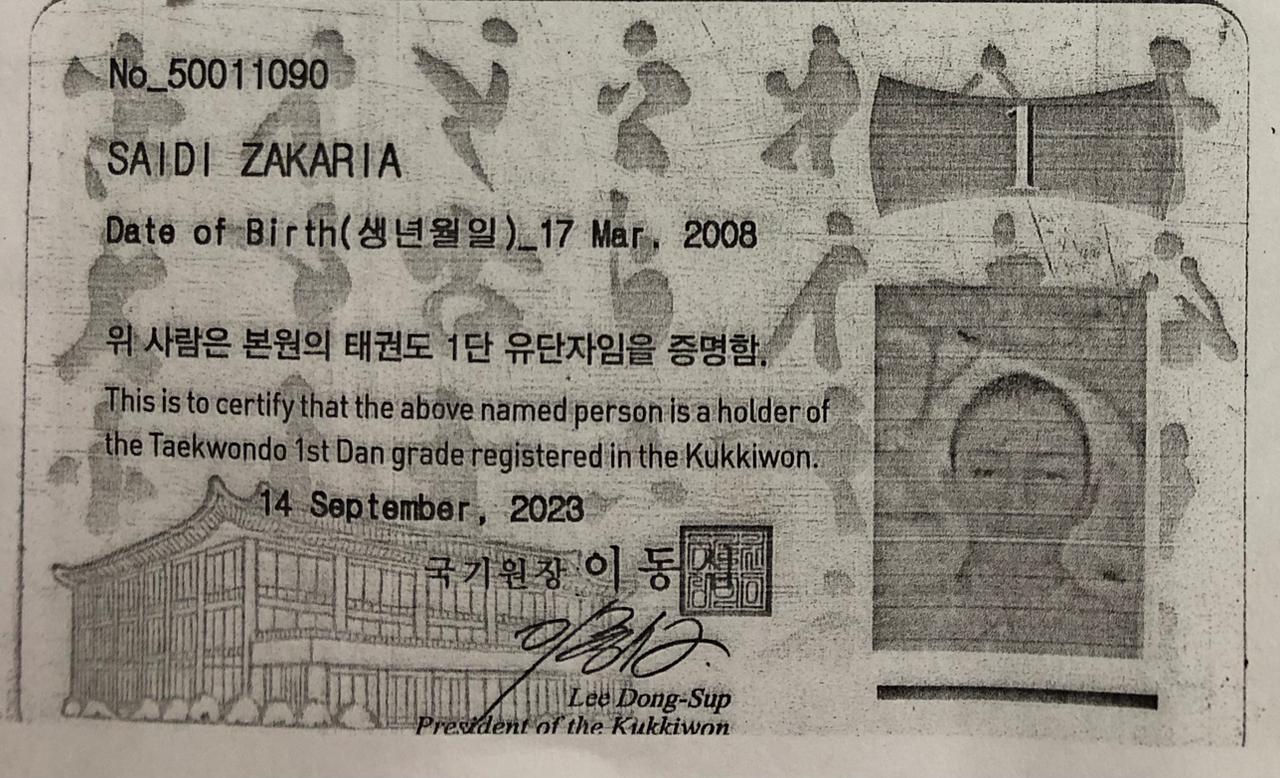 No_50011090
1
SAIDI ZAKARIA
Date of Birth(생년월일)_17 Mar, 2008
위 사람은 본원의 태권도 1단 유단자임을 증명함.
This is to certify that the above named person is a holder of
the Taekwondo 1st Dan grade registered in the Kukkiwon.
14 September, 2023
국기원장 이 동
Lee Dong-Sup
President of the Kukkiwon